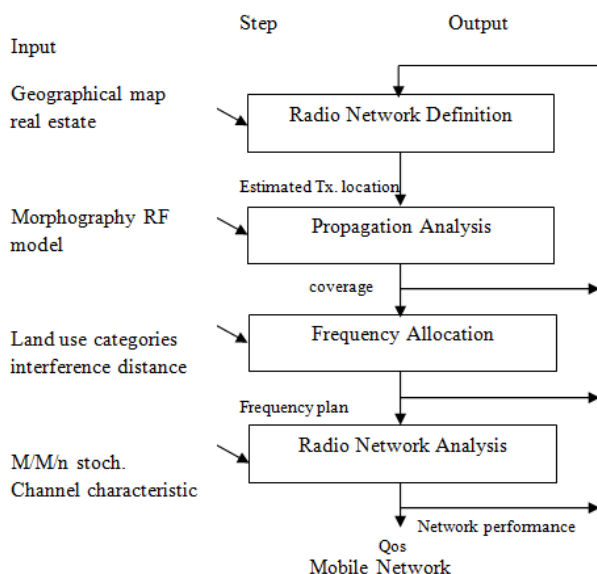 Step
Output
Input
Geographical map
real estate
Radio Network Definition
Estimated Tx. location
Morphography RF
model
Propagation Analysis
coverage
Land use categories
interference distance
Frequency Allocation
Frequency plan
M/M/n stoch.
Channel characteristic
Radio Network Analysis
Network performance
Qos
Mobile Network